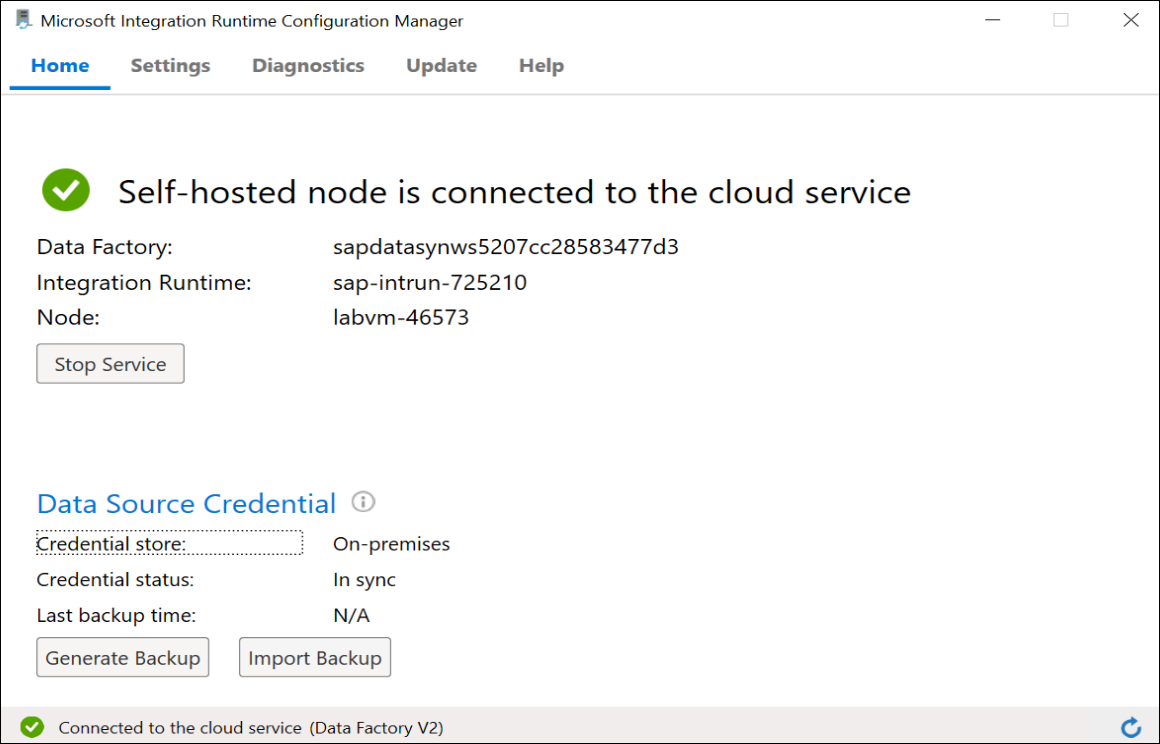 Microsoft Integration Runtime Configuration Manager
Home Settings Diagnostics Update Help
Self-hosted node is connected to the cloud service
Data Factory: sapdatasynws5207cc28583477d3
Integration Runtime: sap-intrun-725210
Node: labvm-46573
Stop Service
Data Source Credential
Credential store: On-premises
Credential status: In sync
Last backup time: N/A
Generate Backup Import Backup
Connected to the cloud service (Data Factory V2)